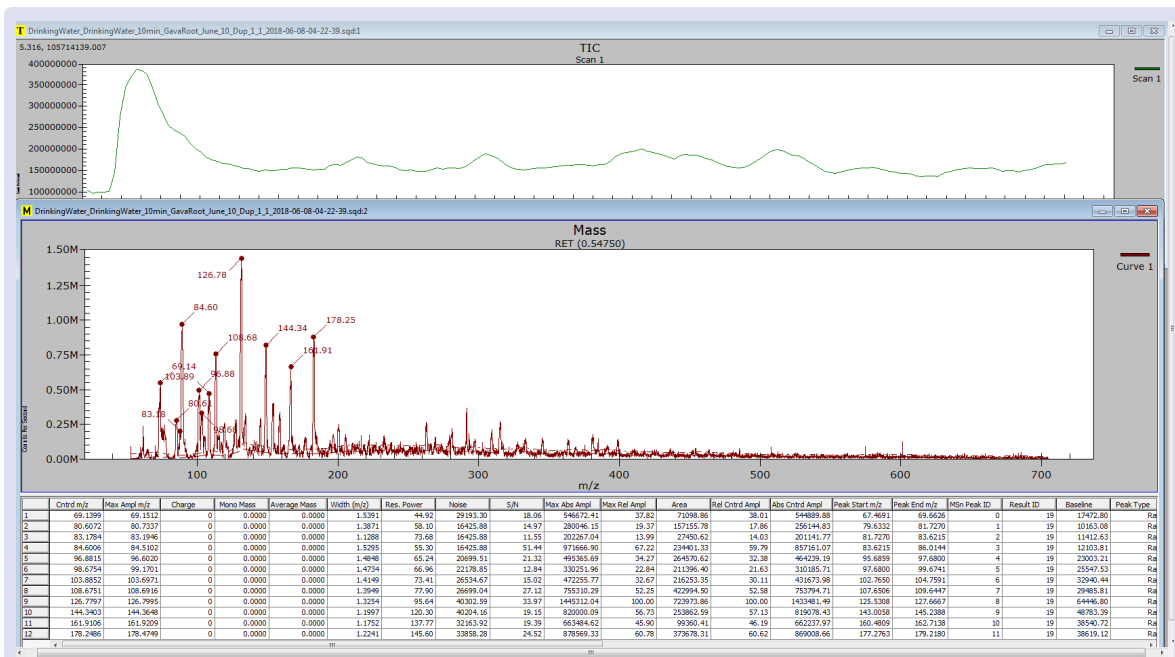 T DrinkingWater_DrinkingWater_10min_GavaRoot_June_10_Dup_1_1_2018-06-08-04-22-39.sqd:1
5.316, 105714139.007
TIC
Scan 1
Scan 1
400000000
350000000
300000000
250000000
200000000
150000000
100000000
M DrinkingWater_DrinkingWater_10min_GavaRoot_June_10_Dup_1_1_2018-06-08-04-22-39.sqd:2
Mass
RET (0.54750)
Curve 1
1.50M
126.78
84.60
1.00M
178.25
144.34
108.68
0.75M
161.91
69.14
96.88
103.89
0.50M
80.61
83.18
98.68
0.25M
0.00M
Counts Per Second
100 200 300 400 500 600 700
m/z
Cntrd m/z Max Ampl m/z Charge Mono Mass Average Mass Width (m/z) Res. Power Noise S/N Max Abs Ampl Max Rel Ampl Area Rel Cntrd Ampl Abs Cntrd Ampl Peak Start m/z Peak End m/z MSn Peak ID Result ID Baseline Peak Type
1 69.1399 69.1512 0 0.0000 0.0000 1.5391 44.92 29193.30 18.06 546672.41 37.82 71098.86 38.01 544889.88 67.4691 69.6626 0 19 17472.80 Ra
2 80.6072 80.7337 0 0.0000 0.0000 1.3871 58.10 16425.88 14.97 280046.15 19.37 157155.78 17.86 256144.83 79.6332 81.7270 1 19 10163.08 Ra
3 83.1784 83.1946 0 0.0000 0.0000 1.1288 73.68 16425.88 11.55 202267.04 13.99 27450.62 14.03 201141.77 81.7270 83.6215 2 19 11412.63 Ra
4 84.6006 84.5102 0 0.0000 0.0000 1.5295 55.30 16425.88 51.44 971666.90 67.22 234401.33 59.79 857161.07 83.6215 86.0144 3 19 12103.81 Ra
5 96.8815 96.6020 0 0.0000 0.0000 1.4848 65.24 20699.51 21.32 495365.69 34.27 264570.62 32.38 464239.19 95.6859 97.6800 4 19 23003.21 Ra
6 98.6754 99.1701 0 0.0000 0.0000 1.4734 66.96 22178.85 12.84 330251.96 22.84 211396.40 21.63 310185.71 97.6800 99.6741 5 19 25547.53 Ra
7 103.8852 103.6971 0 0.0000 0.0000 1.4149 73.41 26534.67 15.02 472255.77 32.67 216253.35 30.11 431673.98 102.7650 104.7591 6 19 32940.44 Ra
8 108.6751 108.6916 0 0.0000 0.0000 1.3949 77.90 26699.04 27.12 755310.29 52.25 422994.50 52.58 753794.71 107.6506 109.6447 7 19 29485.81 Ra
9 126.7797 126.7995 0 0.0000 0.0000 1.3254 95.64 40302.59 33.97 1445312.04 100.00 723973.86 100.00 1433481.49 125.5308 127.6667 8 19 64446.80 Ra
10 144.3403 144.3648 0 0.0000 0.0000 1.1997 120.30 40204.16 19.15 820000.09 56.73 253862.59 57.13 819078.43 143.0058 145.2388 9 19 48783.39 Ra
11 161.9106 161.9209 0 0.0000 0.0000 1.1752 137.77 32163.92 19.39 663484.62 45.90 99360.41 46.19 662237.97 160.4809 162.7138 10 19 38540.72 Ra
12 178.2486 178.4749 0 0.0000 0.0000 1.2241 145.60 33858.28 24.52 878569.33 60.78 373678.31 60.62 869008.66 177.2763 179.2180 11 19 38619.12 Ra